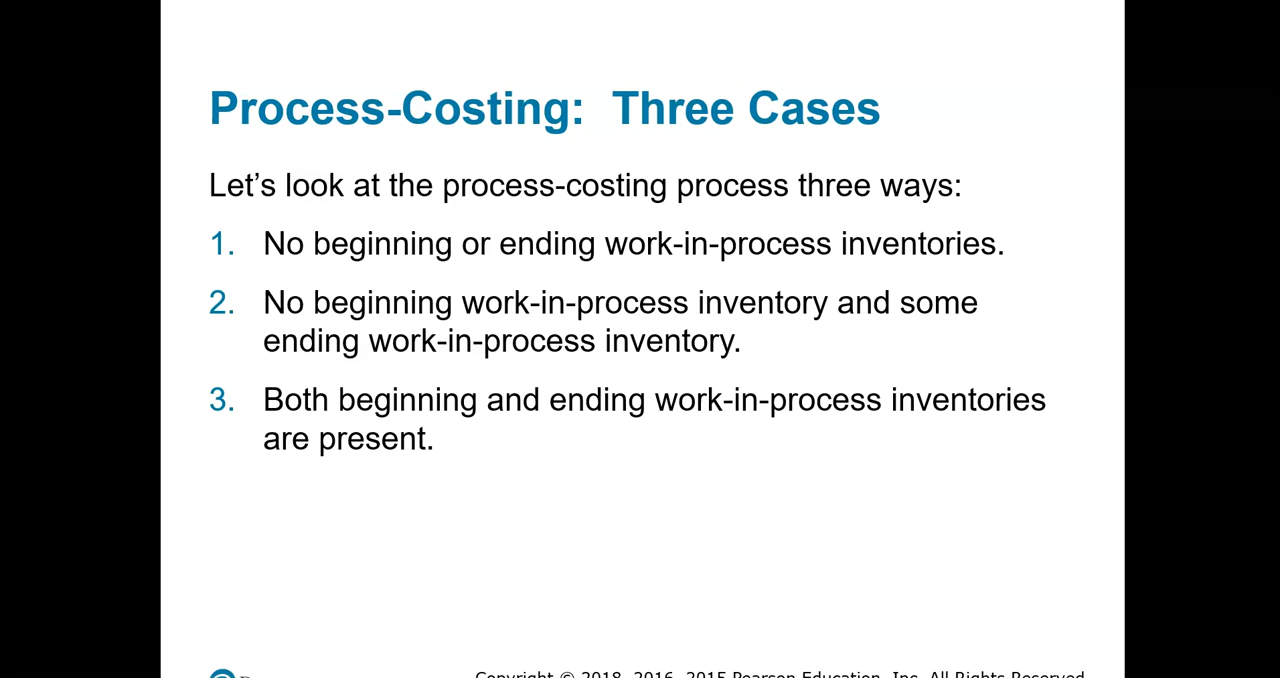 Process-Costing: Three Cases
Let’s look at the process-costing process three ways:
1. No beginning or ending work-in-process inventories.
2. No beginning work-in-process inventory and some
ending work-in-process inventory.
3. Both beginning and ending work-in-process inventories
are present.
Copyright © 2018, 2016, 2015 Pearson Education, Inc. All Rights Reserved